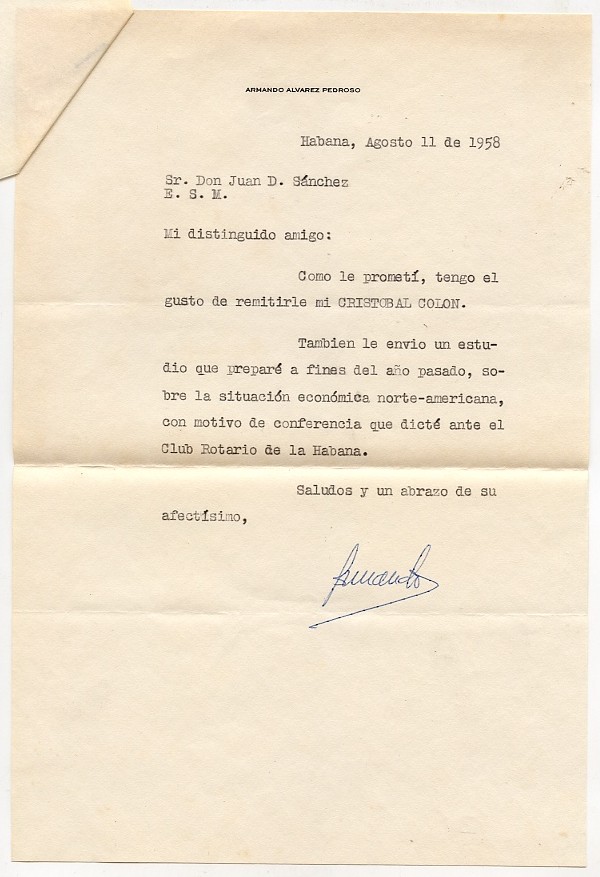 ARMANDO ALVAREZ PEDROSO
Habana, Agosto 11 de 1958
Sr. Don Juan D. Sánchez
E. S. M.
Mi distinguido amigo:
Como le prometí, tengo el
gusto de remitirle mi CRISTOBAL COLON.
Tambien le envio un estu-
dio que preparé a fines del año pasado, so-
bre la situación económica norte-americana,
con motivo de conferencia que dicté ante el
Club Rotario de la Habana.
Saludos y un abrazo de su
afectísimo,
Armando